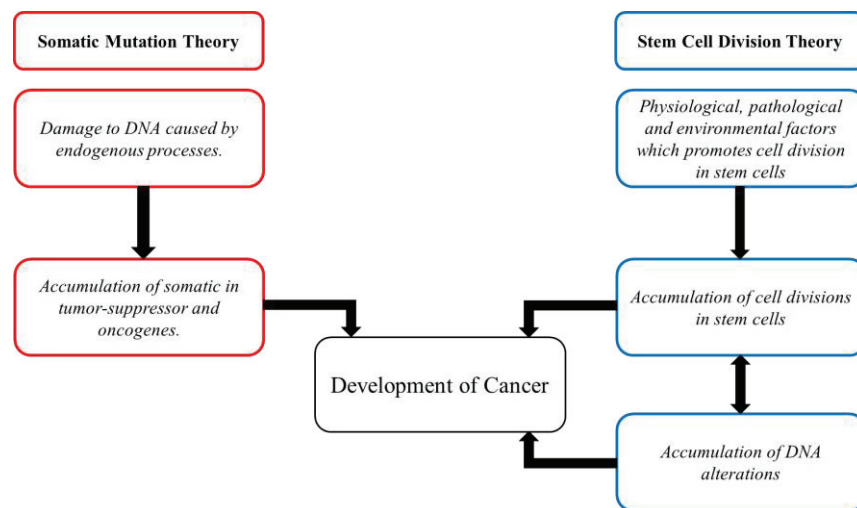 Somatic Mutation Theory
Damage to DNA caused by
endogenous processes.
Accumulation of somatic in
tumor-suppressor and
oncogenes.
Stem Cell Division Theory
Physiological, pathological
and environmental factors
which promotes cell division
in stem cells
Accumulation of cell divisions
in stem cells
Accumulation of DNA
alterations
Development of Cancer